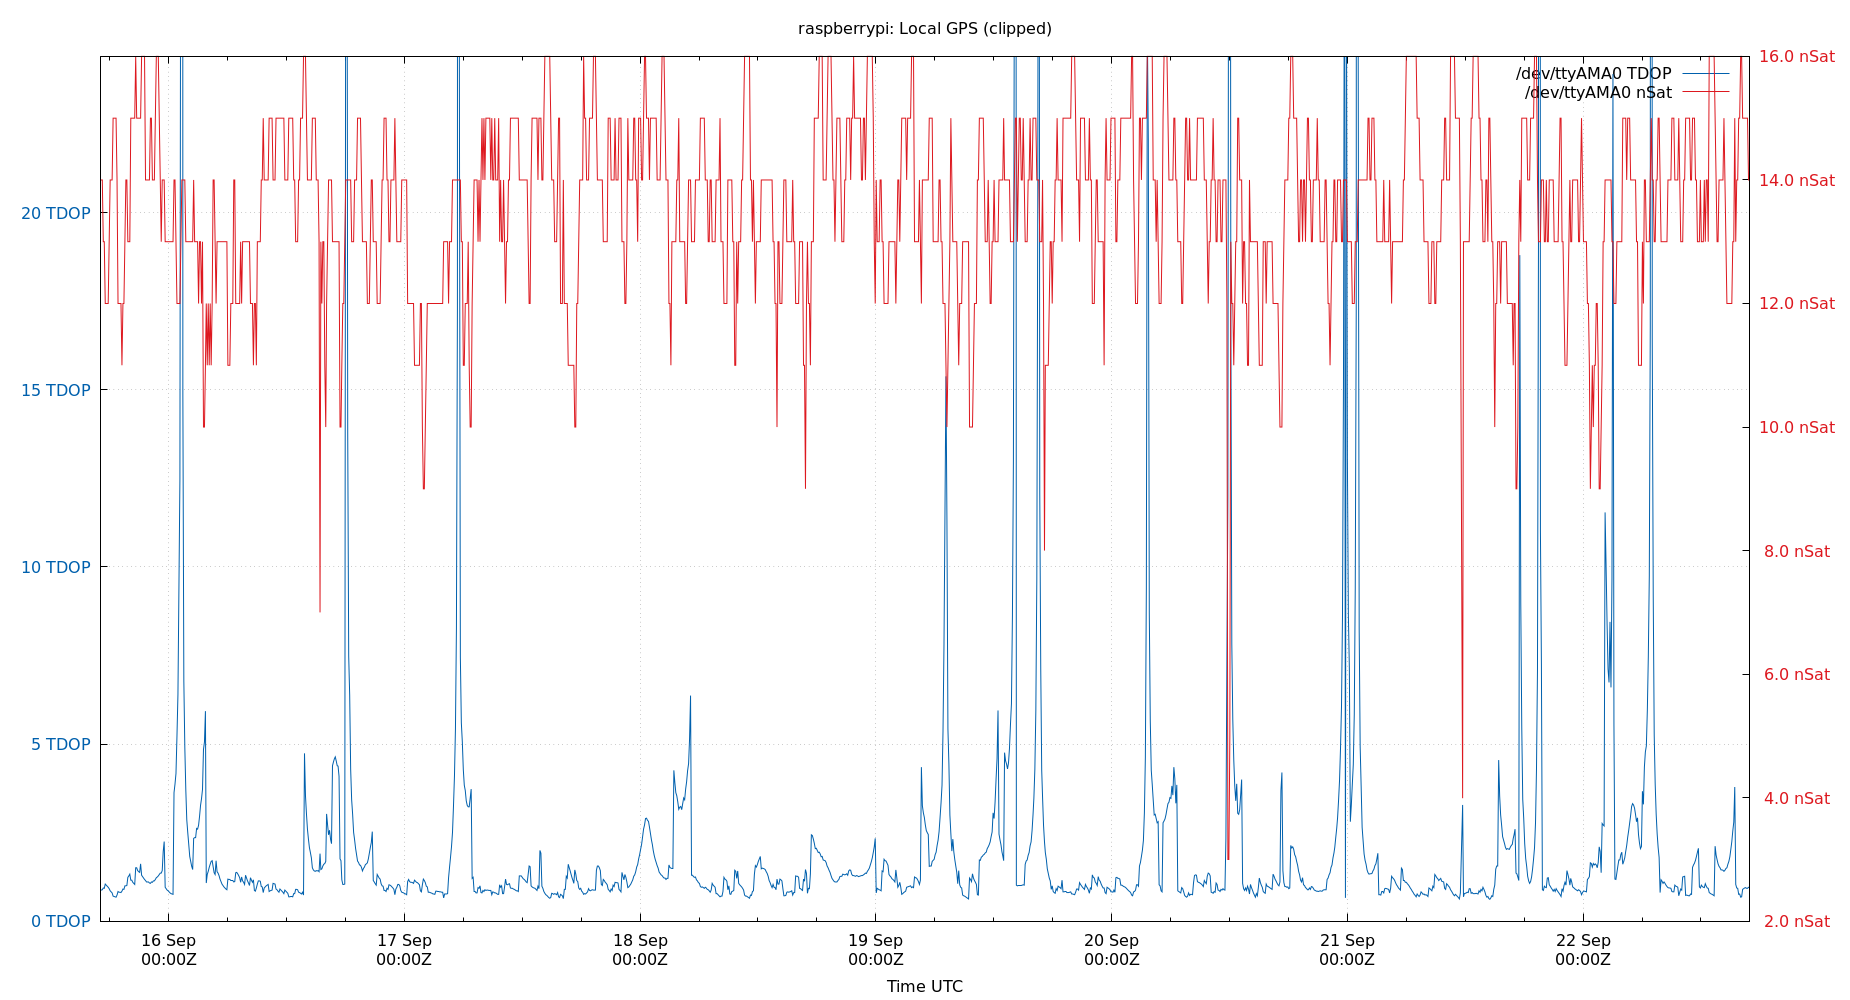 raspberrypi: Local GPS (clipped)
16.0 nSat
/dev/ttyAMA0 TDOP
/dev/ttyAMA0 nSat
14.0 nSat
20 TDOP
12.0 nSat
15 TDOP
10.0 nSat
10 TDOP
8.0 nSat
6.0 nSat
5 TDOP
4.0 nSat
0 TDOP
2.0 nSat
16 Sep
00:00Z
17 Sep
00:00Z
18 Sep
00:00Z
19 Sep
00:00Z
20 Sep
00:00Z
21 Sep
00:00Z
22 Sep
00:00Z
Time UTC